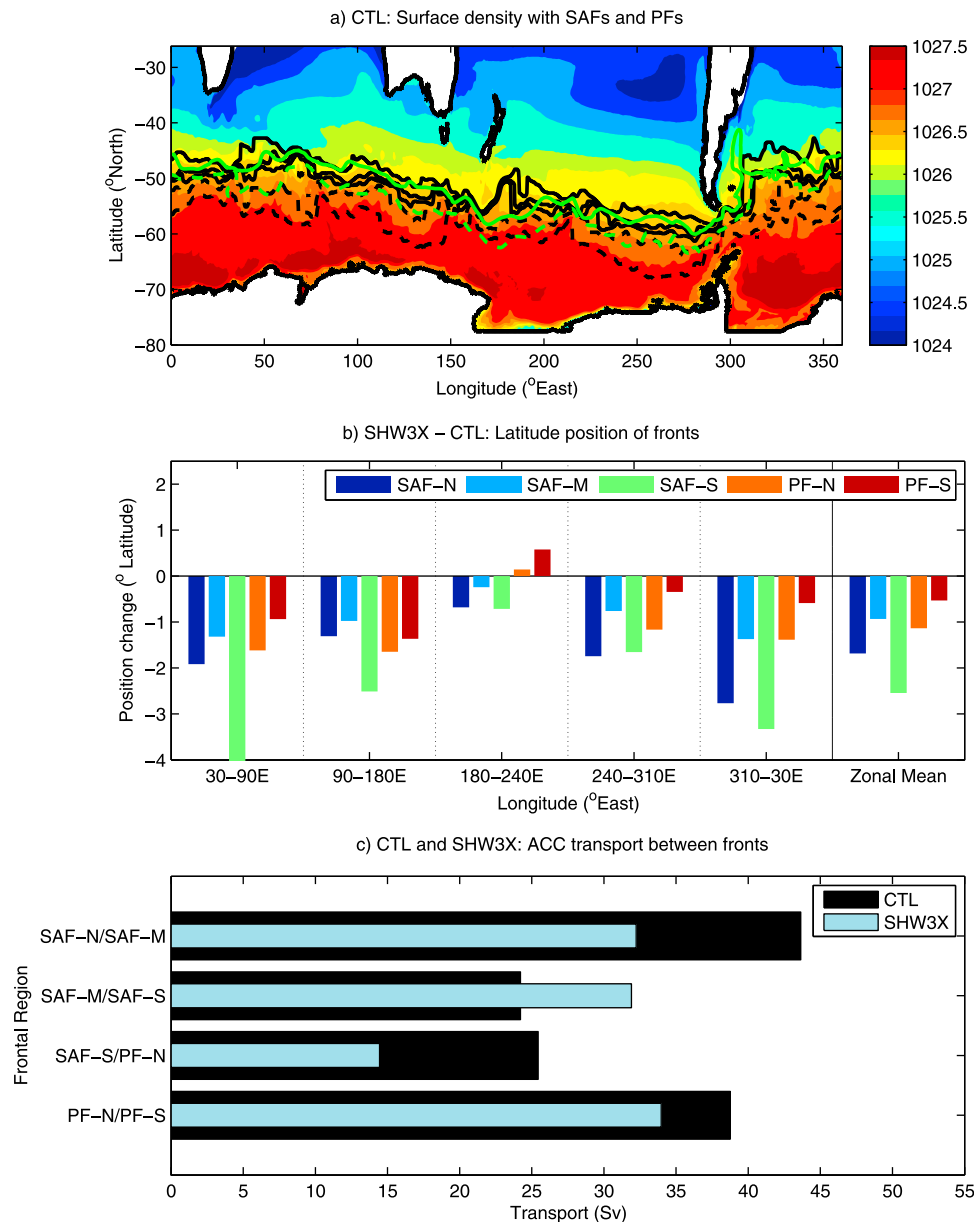 a) CTL: Surface density with SAFs and PFs
−30
−40
−50
−60
−70
−80
Latitude (°North)
0
50
100
150
200
250
300
350
Longitude (°East)
1027.5
1027
1026.5
1026
1025.5
1025
1024.5
1024
b) SHW3X − CTL: Latitude position of fronts
SAF−N
SAF−M
SAF−S
PF−N
PF−S
2
1
0
−1
−2
−3
−4
Position change (° Latitude)
30−90E
90−180E
180−240E
240−310E
310−30E
Zonal Mean
Longitude (°East)
c) CTL and SHW3X: ACC transport between fronts
CTL
SHW3X
SAF−N/SAF−M
SAF−M/SAF−S
SAF−S/PF−N
PF−N/PF−S
Frontal Region
0
5
10
15
20
25
30
35
40
45
50
55
Transport (Sv)